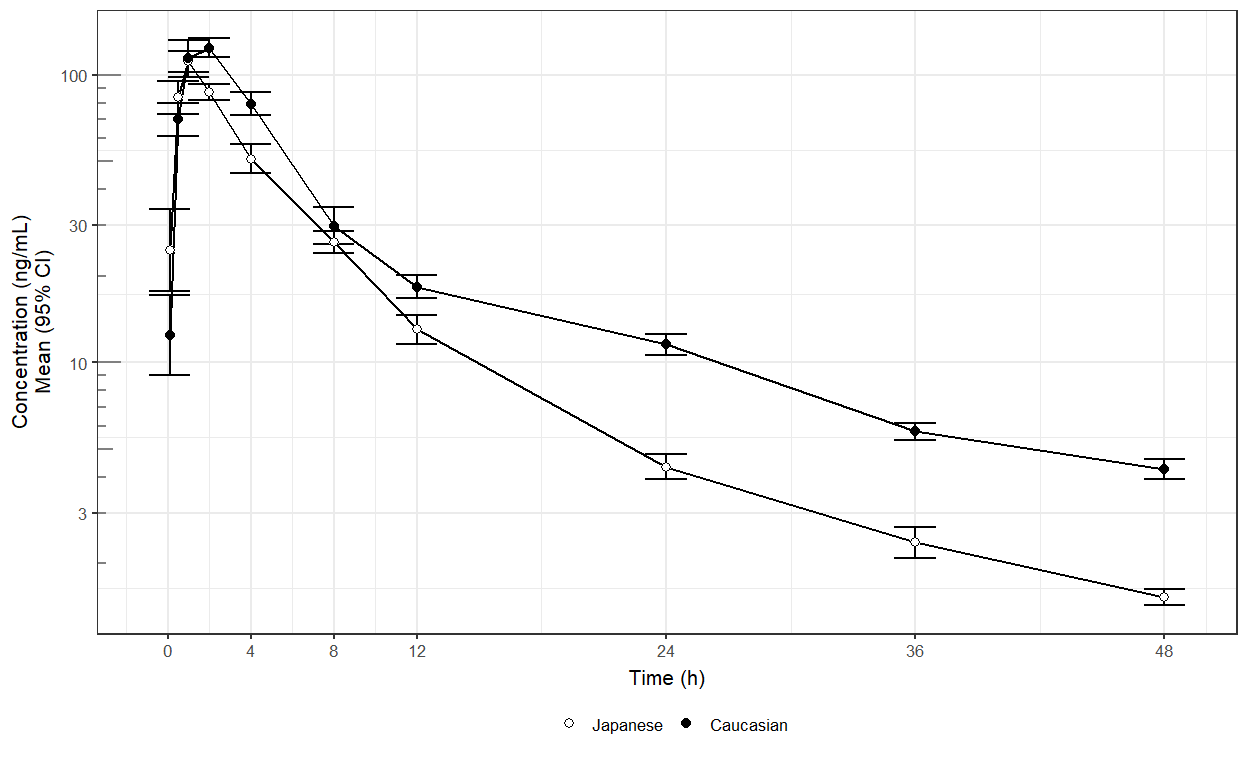 Concentration (ng/mL)
Mean (95% CI)
100
30
10
3
0 4 8 12 24 36 48
Time (h)
Japanese Caucasian